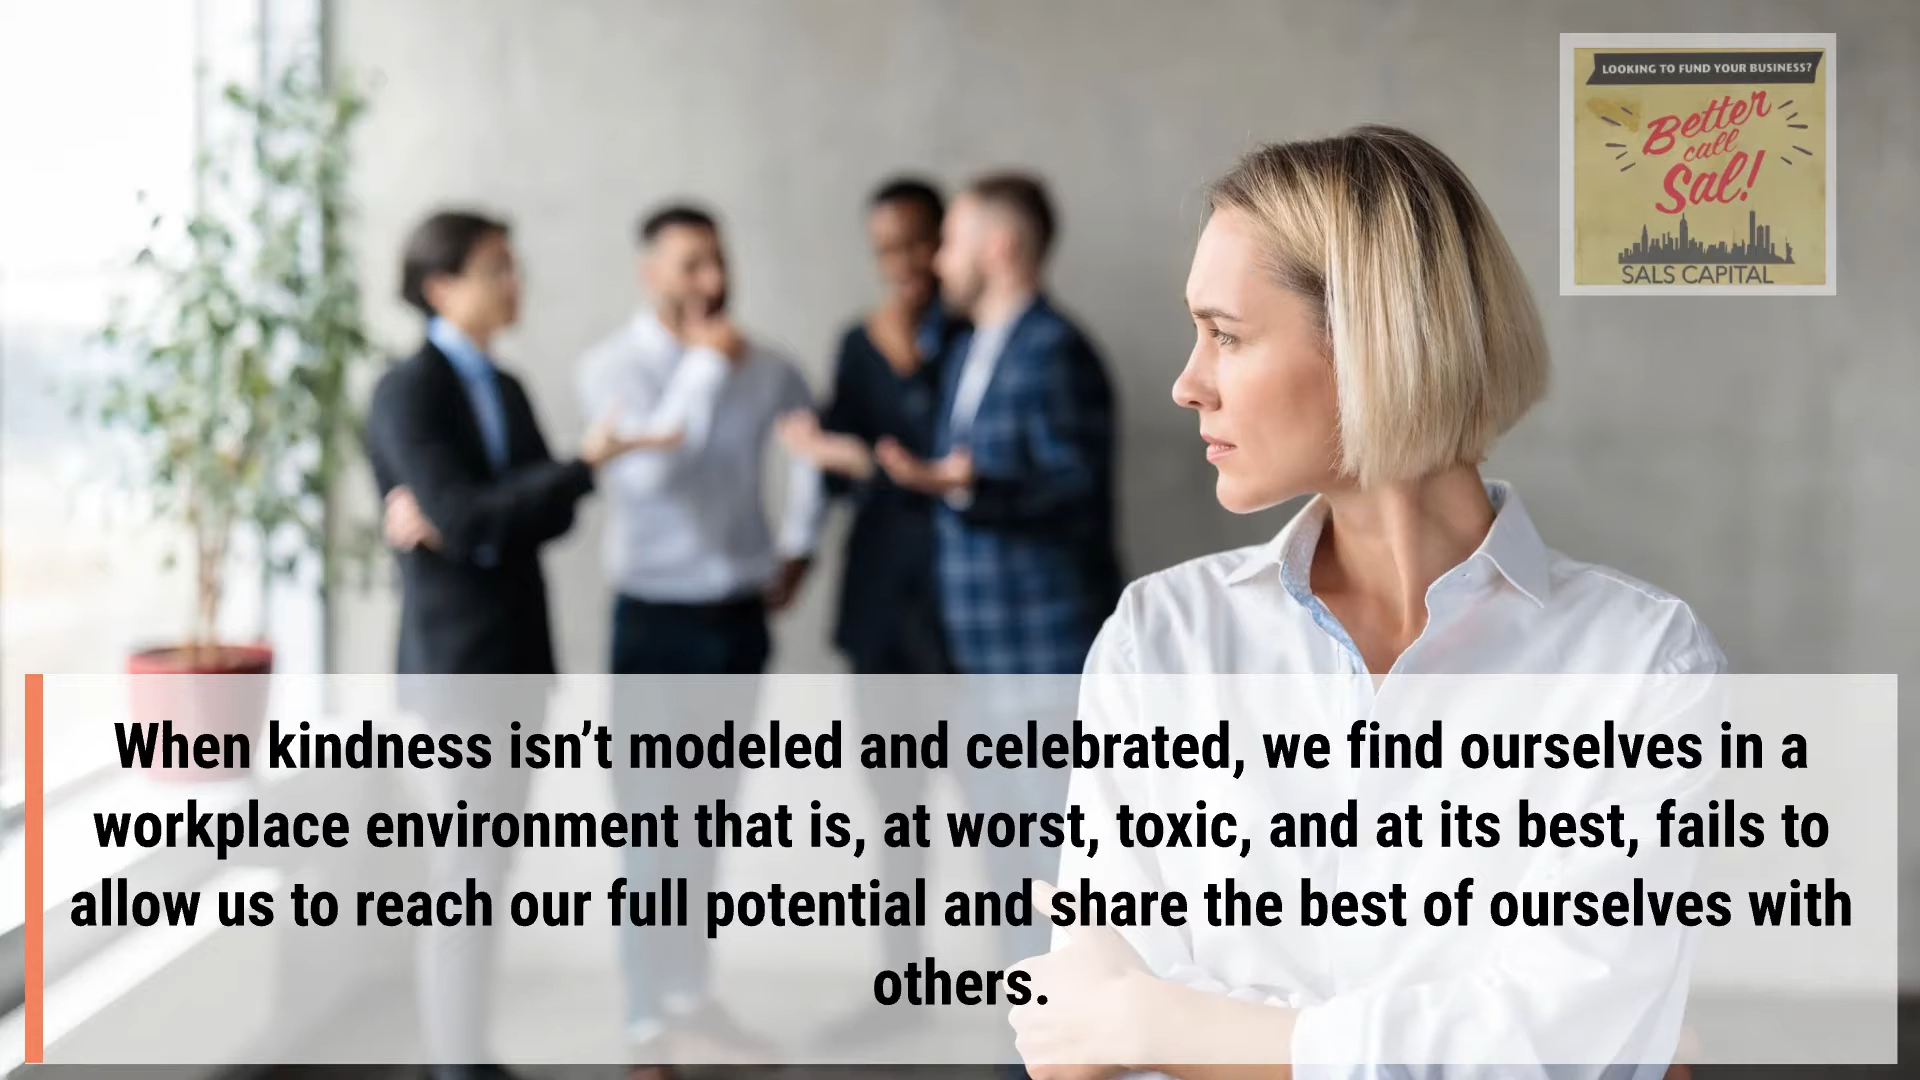 LOOKING TO FUND YOUR BUSINESS?
Better
call
Sal!
SALS CAPITAL
When kindness isn’t modeled and celebrated, we find ourselves in a
workplace environment that is, at worst, toxic, and at its best, fails to
allow us to reach our full potential and share the best of ourselves with
others.